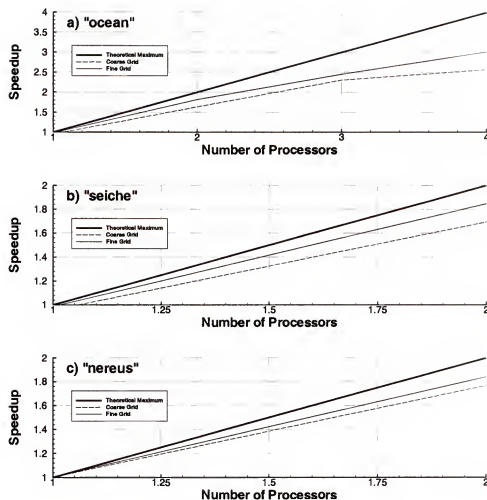 a) "ocean"
Theoretical Maximum
Coarse Grid
Fine Grid
4
3.5
3
2.5
2
1.5
1
Speedup
1 2 3 4
Number of Processors
b) "seiche"
Theoretical Maximum
Coarse Grid
Fine Grid
2
1.8
1.6
1.4
1.2
1
Speedup
1 1.25 1.5 1.75 2
Number of Processors
c) "nereus"
Theoretical Maximum
Coarse Grid
Fine Grid
2
1.8
1.6
1.4
1.2
1
Speedup
1 1.25 1.5 1.75 2
Number of Processors